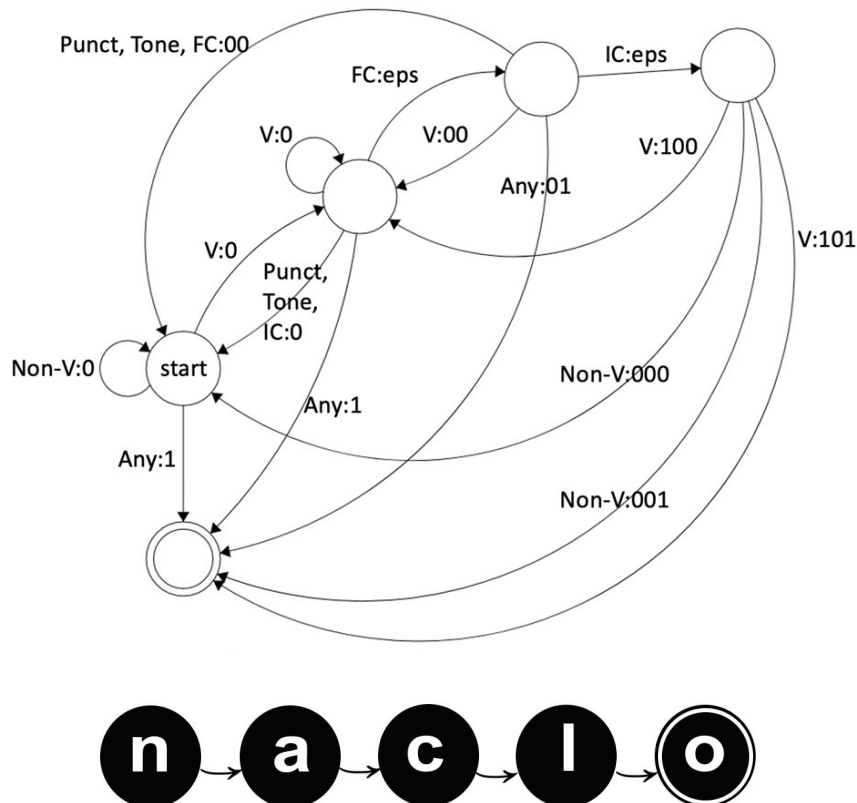 Punct, Tone, FC:00
IC:eps
FC:eps
V:0
V:00
V:100
Any:01
V:101
V:0
Punct,
Tone,
IC:0
Non-V:0
start
Non-V:000
Any:1
Any:1
Non-V:001
n a c l o